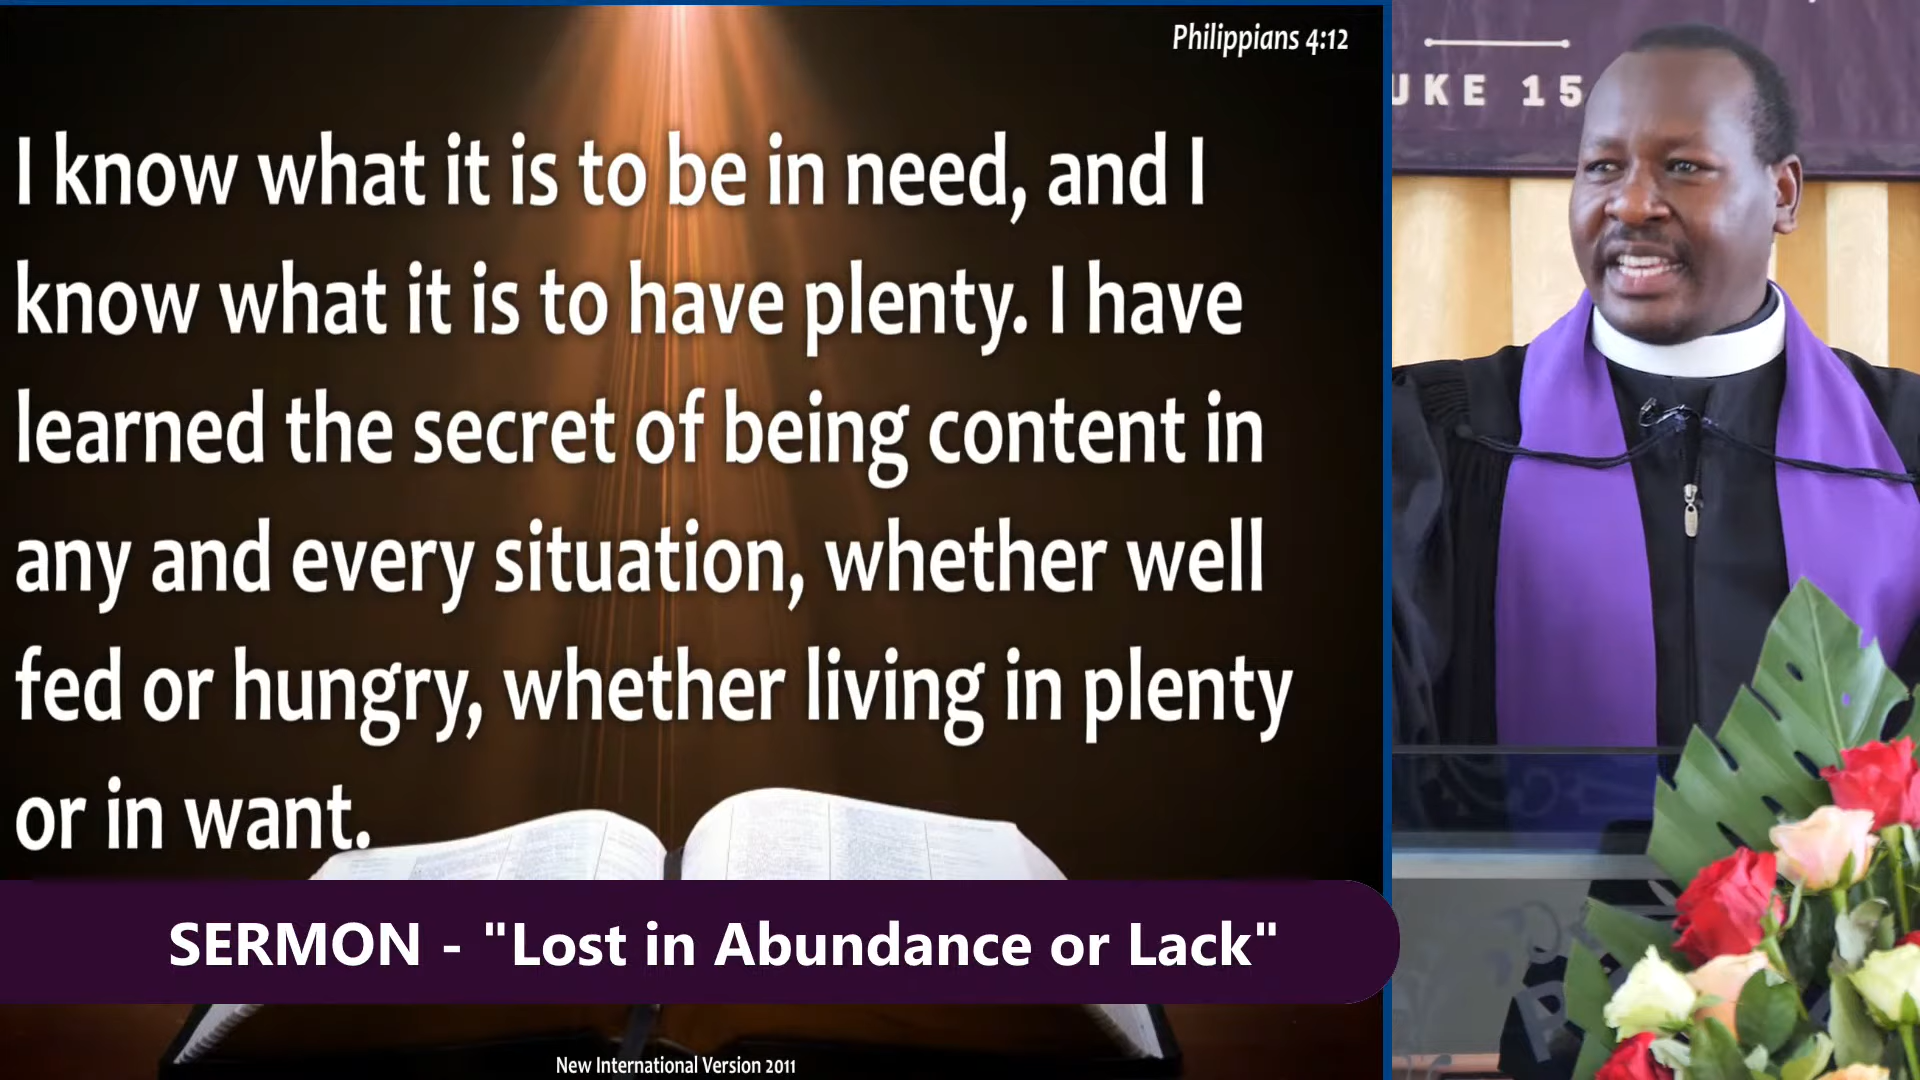 Philippians 4:12
I know what it is to be in need, and I
know what it is to have plenty. I have
learned the secret of being content in
any and every situation, whether well
fed or hungry, whether living in plenty
or in want.
SERMON - "Lost in Abundance or Lack"
New International Version 2011
UKE 15